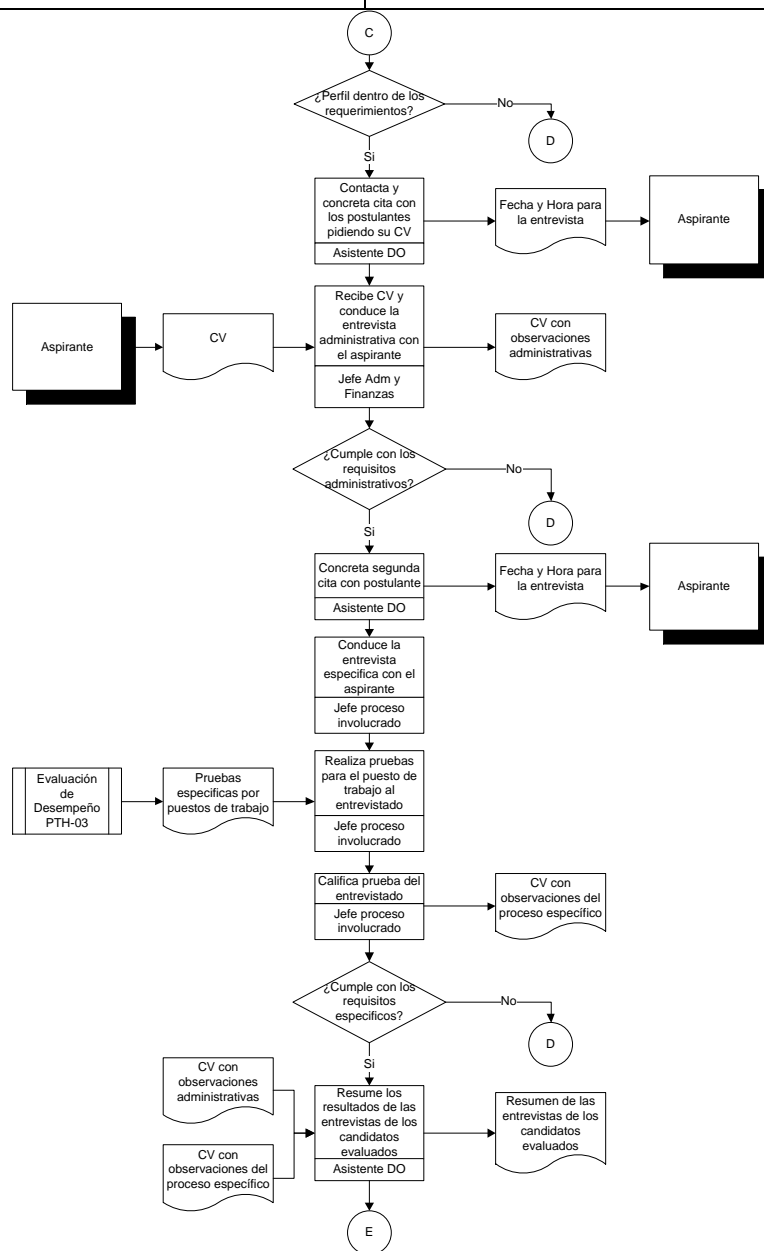 C
¿Perfil dentro de los
requerimientos?
No
D
Si
Contacta y
concreta cita con
los postulantes
pidiendo su CV
Asistente DO
Fecha y Hora para
la entrevista
Aspirante
Aspirante
CV
Recibe CV y
conduce la
entrevista
administrativa con
el aspirante
Jefe Adm y
Finanzas
CV con
observaciones
administrativas
¿Cumple con los
requisitos
administrativos?
No
D
Si
Concreta segunda
cita con postulante
Asistente DO
Fecha y Hora para
la entrevista
Aspirante
Conduce la
entrevista
especifica con el
aspirante
Jefe proceso
involucrado
Evaluación
de
Desempeño
PTH-03
Pruebas
especificas por
puestos de trabajo
Realiza pruebas
para el puesto de
trabajo al
entrevistado
Jefe proceso
involucrado
Califica prueba del
entrevistado
Jefe proceso
involucrado
CV con
observaciones del
proceso específico
¿Cumple con los
requisitos
especificos?
No
D
Si
CV con
observaciones
administrativas
CV con
observaciones del
proceso específico
Resume los
resultados de las
entrevistas de los
candidatos
evaluados
Asistente DO
Resumen de las
entrevistas de los
candidatos
evaluados
E